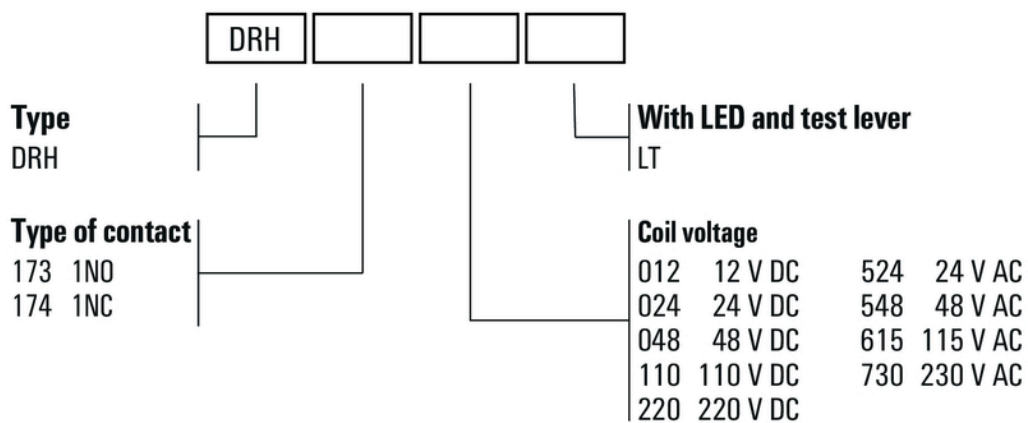 DRH
Type
DRH
With LED and test lever
LT
Type of contact
173 1NO
174 1NC
Coil voltage
012 12 V DC 524 24 V AC
024 24 V DC 548 48 V AC
048 48 V DC 615 115 V AC
110 110 V DC 730 230 V AC
220 220 V DC